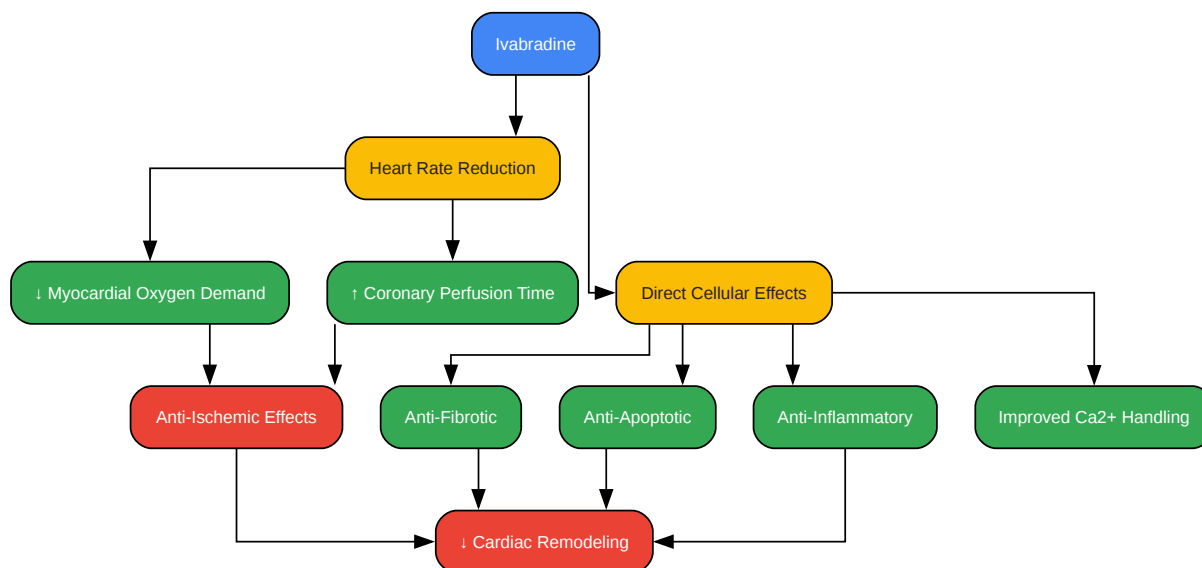 Ivabradine
Heart Rate Reduction
↓ Myocardial Oxygen Demand
↑ Coronary Perfusion Time
Direct Cellular Effects
Anti-Ischemic Effects
Anti-Fibrotic
Anti-Apoptotic
Anti-Inflammatory
Improved Ca2+ Handling
↓ Cardiac Remodeling